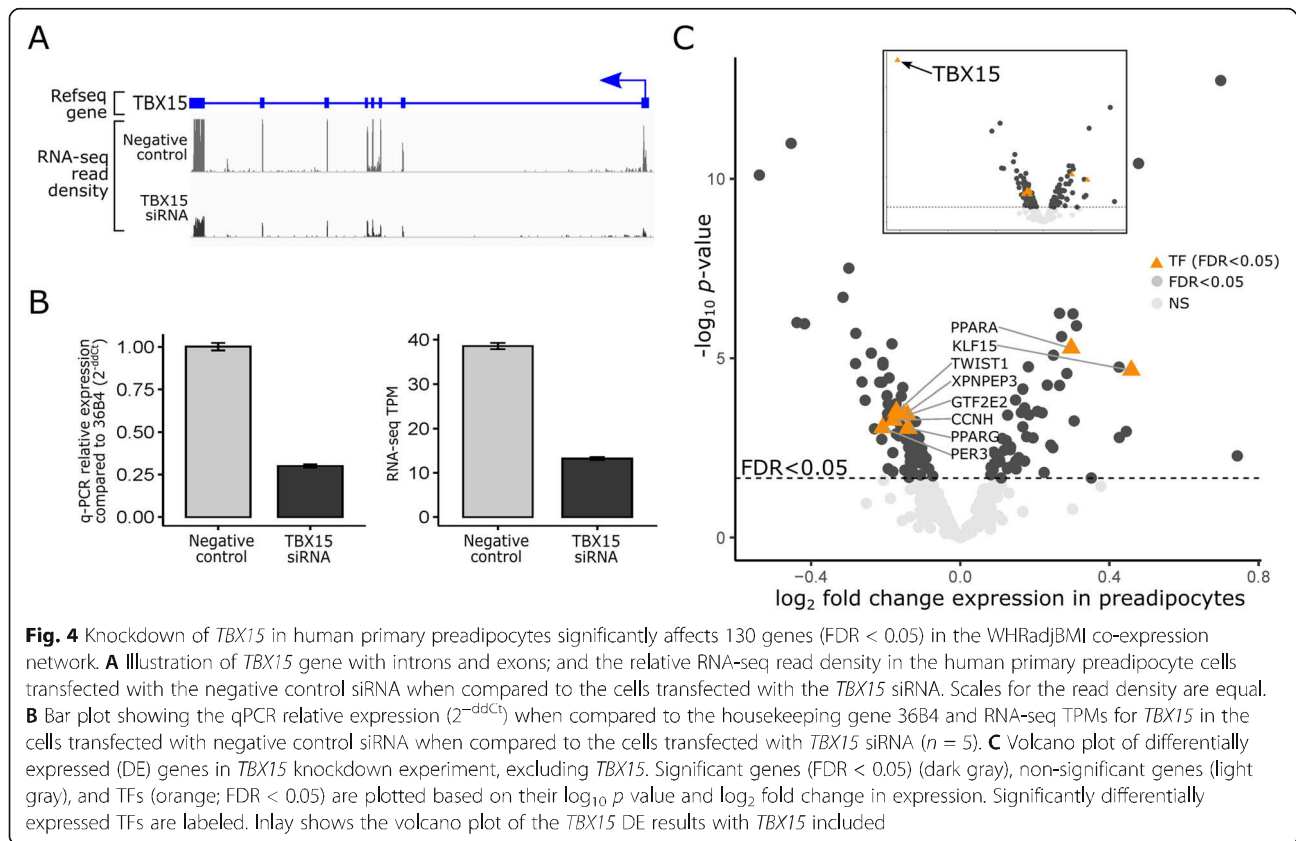 A
Refseq
gene
TBX15
RNA-seq
read
density
Negative
control
TBX15
siRNA
B
q-PCR relative expression
compared to 36B4 (2^-ddCt)
1.00
0.75
0.50
0.25
0.00
Negative
control
TBX15
siRNA
RNA-seq TPM
40
30
20
10
0
Negative
control
TBX15
siRNA
C
TBX15
-log10 p-value
10
5
0
TF (FDR<0.05)
FDR<0.05
NS
PPARA
KLF15
TWIST1
XPNPEP3
GTF2E2
CCNH
PPARG
PER3
FDR<0.05
−0.4
0.0
0.4
0.8
log2 fold change expression in preadipocytes
Fig. 4 Knockdown of TBX15 in human primary preadipocytes significantly affects 130 genes (FDR < 0.05) in the WHRadjBMI co-expression
network. A Illustration of TBX15 gene with introns and exons; and the relative RNA-seq read density in the human primary preadipocyte cells
transfected with the negative control siRNA when compared to the cells transfected with the TBX15 siRNA. Scales for the read density are equal.
B Bar plot showing the qPCR relative expression (2^−ddCt) when compared to the housekeeping gene 36B4 and RNA-seq TPMs for TBX15 in the
cells transfected with negative control siRNA when compared to the cells transfected with TBX15 siRNA (n = 5). C Volcano plot of differentially
expressed (DE) genes in TBX15 knockdown experiment, excluding TBX15. Significant genes (FDR < 0.05) (dark gray), non-significant genes (light
gray), and TFs (orange; FDR < 0.05) are plotted based on their log10 p value and log2 fold change in expression. Significantly differentially
expressed TFs are labeled. Inlay shows the volcano plot of the TBX15 DE results with TBX15 included